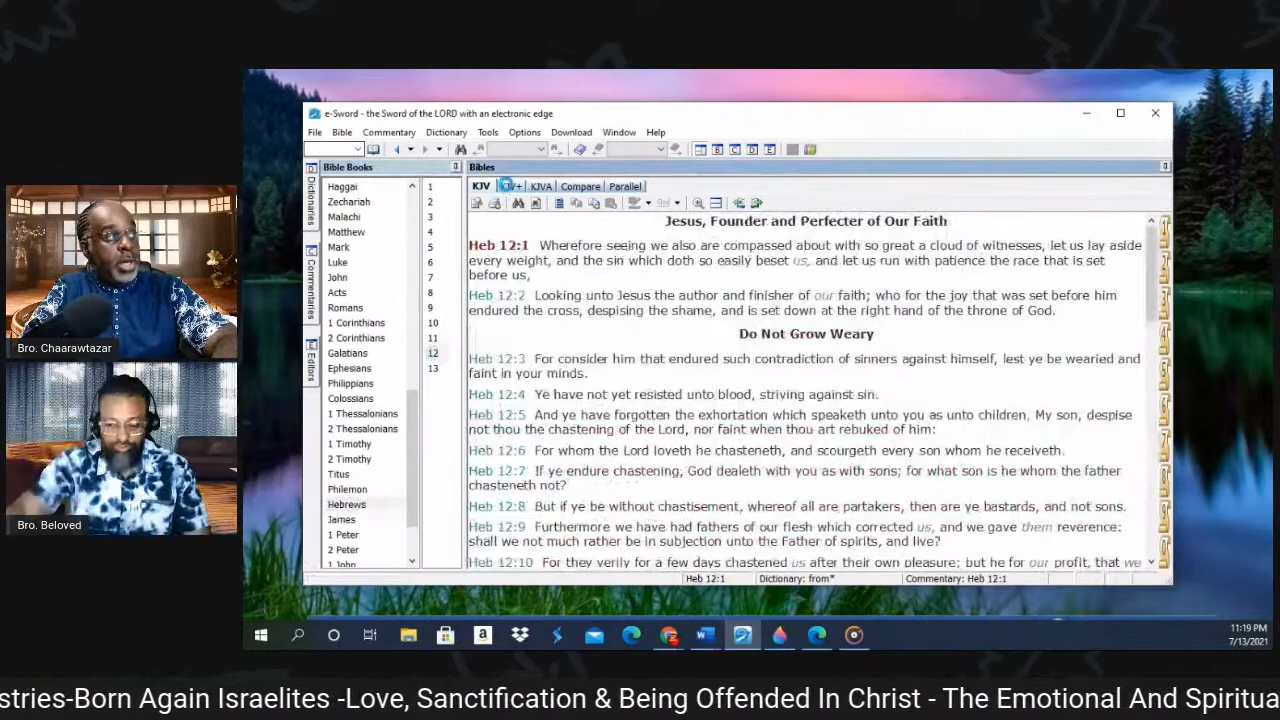 e-Sword - the Sword of the LORD with an electronic edge
File Bible Commentary Dictionary Tools Options Download Window Help
Bible Books
Bibles
Dictionaries
Commentaries
Editors
Haggai
Zechariah
Malachi
Matthew
Mark
Luke
John
Acts
Romans
1 Corinthians
2 Corinthians
Galatians
Ephesians
Philippians
Colossians
1 Thessalonians
2 Thessalonians
1 Timothy
2 Timothy
Titus
Philemon
Hebrews
James
1 Peter
2 Peter
1 John
1
2
3
4
5
6
7
8
9
10
11
12
13
KJV KJVA Compare Parallel
Jesus, Founder and Perfecter of Our Faith
Heb 12:1 Wherefore seeing we also are compassed about with so great a cloud of witnesses, let us lay aside
every weight, and the sin which doth so easily beset us, and let us run with patience the race that is set
before us,
Heb 12:2 Looking unto Jesus the author and finisher of our faith; who for the joy that was set before him
endured the cross, despising the shame, and is set down at the right hand of the throne of God.
Do Not Grow Weary
Heb 12:3 For consider him that endured such contradiction of sinners against himself, lest ye be wearied and
faint in your minds.
Heb 12:4 Ye have not yet resisted unto blood, striving against sin.
Heb 12:5 And ye have forgotten the exhortation which speaketh unto you as unto children, My son, despise
not thou the chastening of the Lord, nor faint when thou art rebuked of him:
Heb 12:6 For whom the Lord loveth he chasteneth, and scourgeth every son whom he receiveth.
Heb 12:7 If ye endure chastening, God dealeth with you as with sons; for what son is he whom the father
chasteneth not?
Heb 12:8 But if ye be without chastisement, whereof all are partakers, then are ye bastards, and not sons.
Heb 12:9 Furthermore we have had fathers of our flesh which corrected us, and we gave them reverence:
shall we not much rather be in subjection unto the Father of spirits, and live?
Heb 12:10 For they verily for a few days chastened us after their own pleasure; but he for our profit, that we
Heb 12:1 Dictionary: from* Commentary: Heb 12:1
11:19 PM
7/13/2021
Bro. Chaarawtazar
Bro. Beloved
stries-Born Again Israelites -Love, Sanctification & Being Offended In Christ - The Emotional And Spiritua